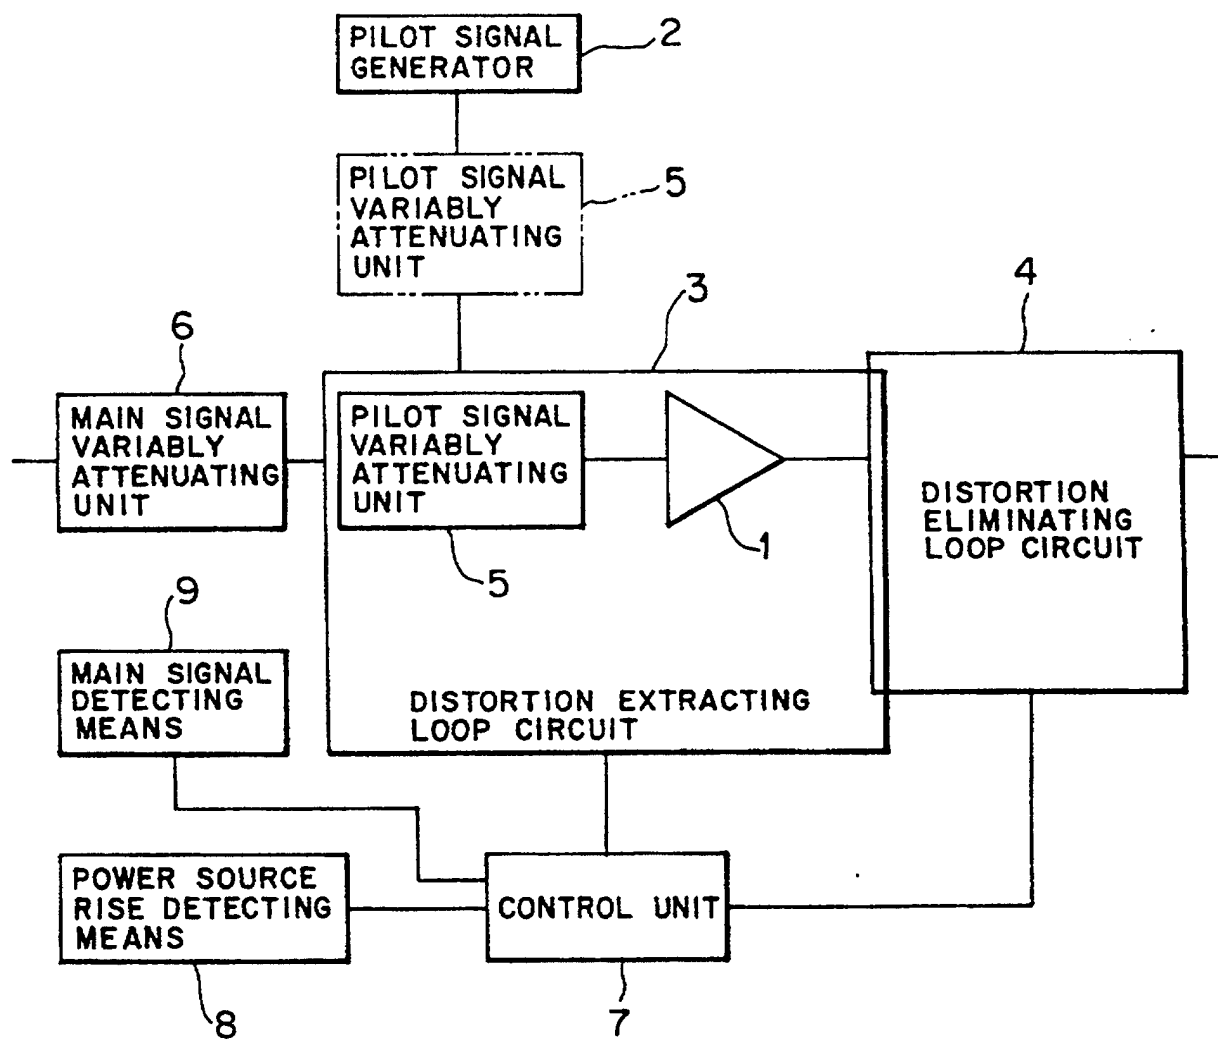 PILOT SIGNAL
GENERATOR
2
PILOT SIGNAL
VARIABLY
ATTENUATING
UNIT
5
3
4
6
MAIN SIGNAL
VARIABLY
ATTENUATING
UNIT
PILOT SIGNAL
VARIABLY
ATTENUATING
UNIT
5
1
DISTORTION
ELIMINATING
LOOP CIRCUIT
9
MAIN SIGNAL
DETECTING
MEANS
DISTORTION EXTRACTING
LOOP CIRCUIT
POWER SOURCE
RISE DETECTING
MEANS
8
CONTROL UNIT
7